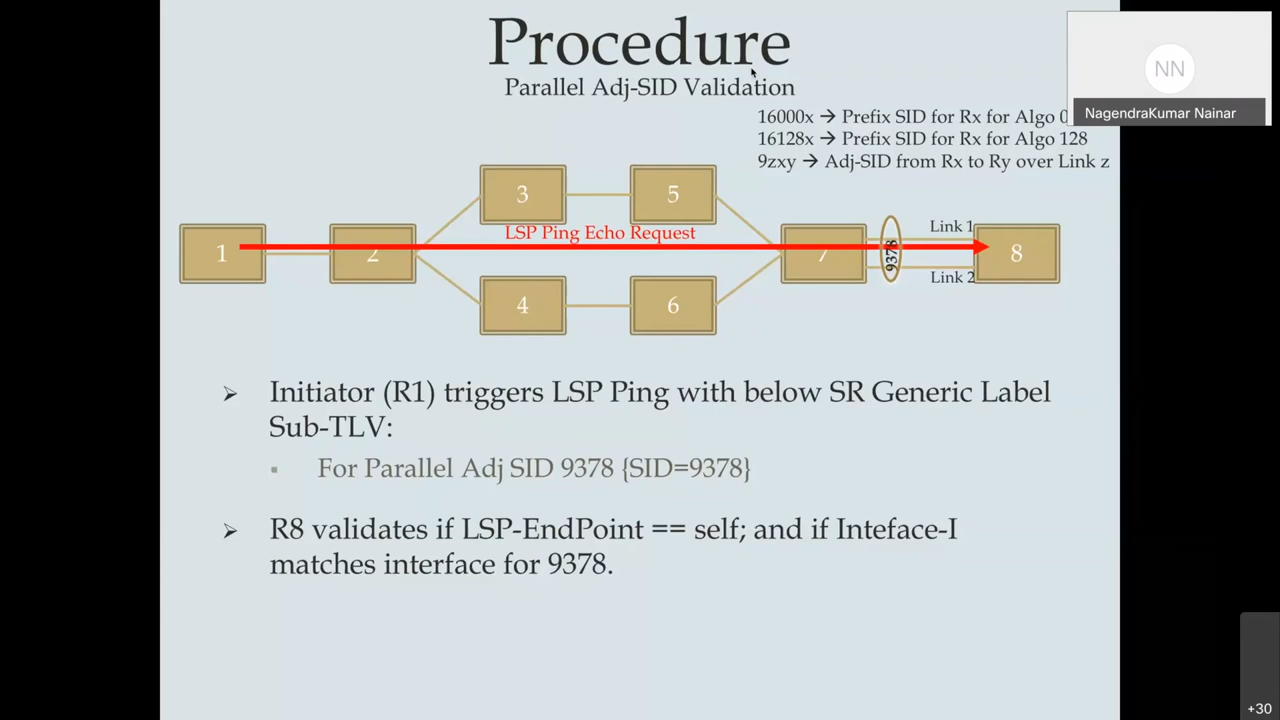 Procedure
Parallel Adj-SID Validation
NN
NagendraKumar Nainar
16000x → Prefix SID for Rx for Algo 0
16128x → Prefix SID for Rx for Algo 128
9zxy → Adj-SID from Rx to Ry over Link z
3
5
LSP Ping Echo Request
Link 1
1
2
7
9378
8
Link 2
4
6
Initiator (R1) triggers LSP Ping with below SR Generic Label
Sub-TLV:
For Parallel Adj SID 9378 {SID=9378}
R8 validates if LSP-EndPoint == self; and if Inteface-I
matches interface for 9378.
+30